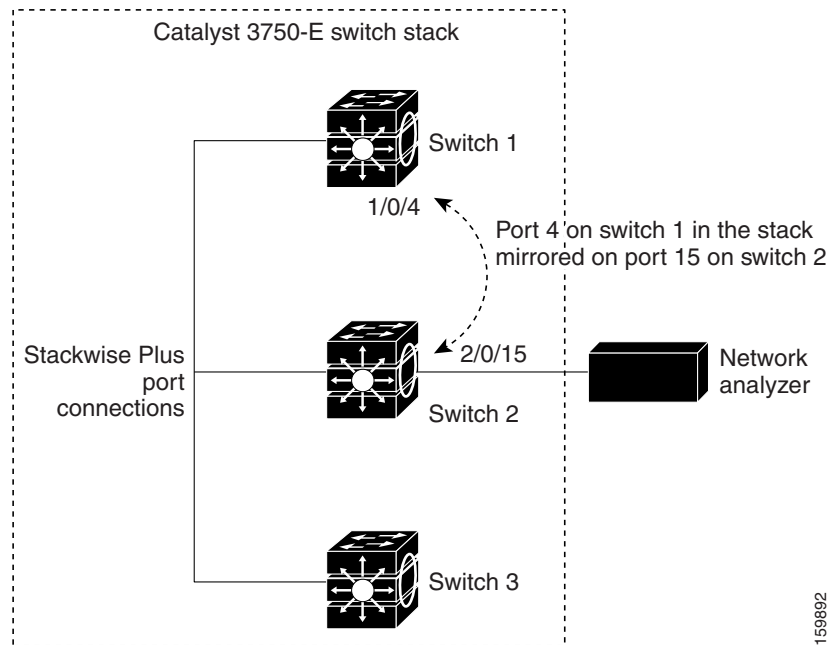 Catalyst 3750-E switch stack
Switch 1
1/0/4
Port 4 on switch 1 in the stack
mirrored on port 15 on switch 2
Stackwise Plus
port
connections
2/0/15
Switch 2
Network
analyzer
Switch 3
159892